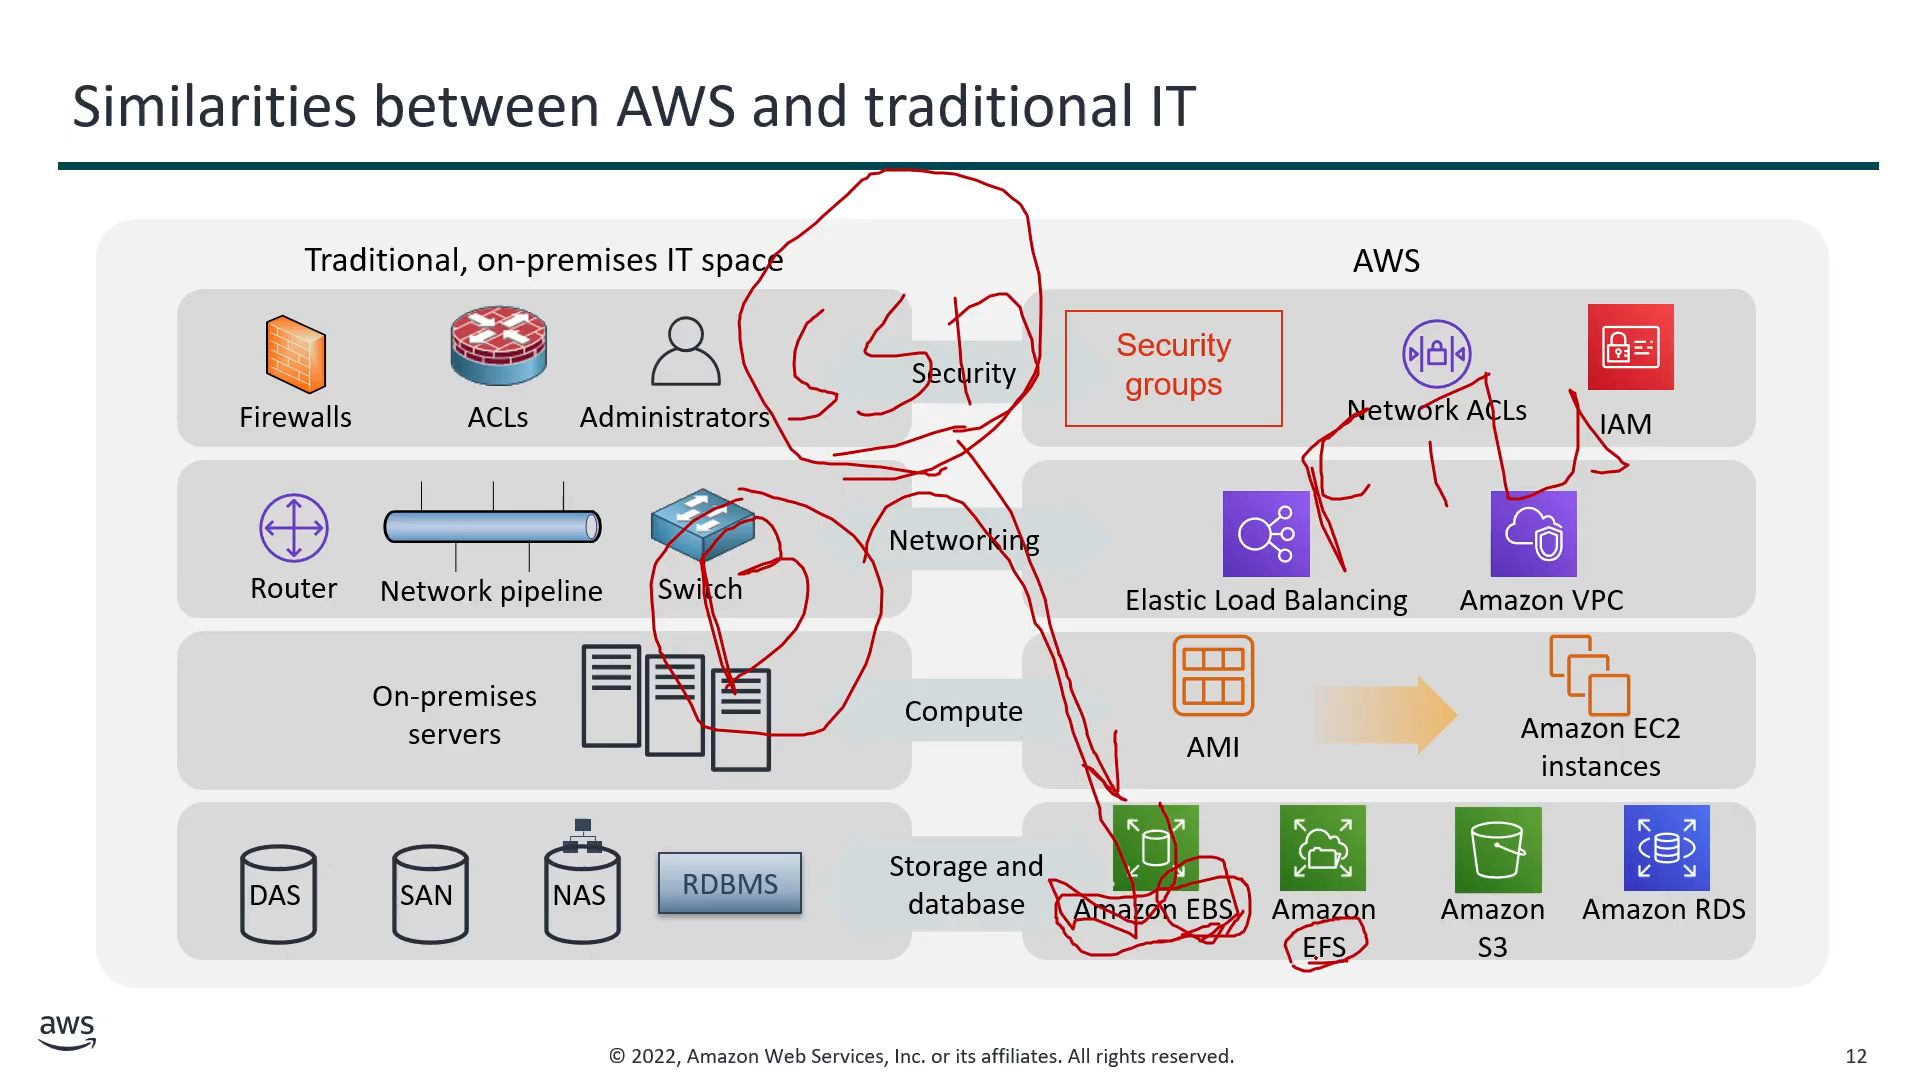 Similarities between AWS and traditional IT
Traditional, on-premises IT space
AWS
Firewalls
ACLs
Administrators
Security
Security
groups
Network ACLs
IAM
Router
Network pipeline
Switch
Networking
Elastic Load Balancing
Amazon VPC
On-premises
servers
Compute
AMI
Amazon EC2
instances
DAS
SAN
NAS
RDBMS
Storage and
database
Amazon EBS
Amazon
EFS
Amazon
S3
Amazon RDS
aws
© 2022, Amazon Web Services, Inc. or its affiliates. All rights reserved.
12